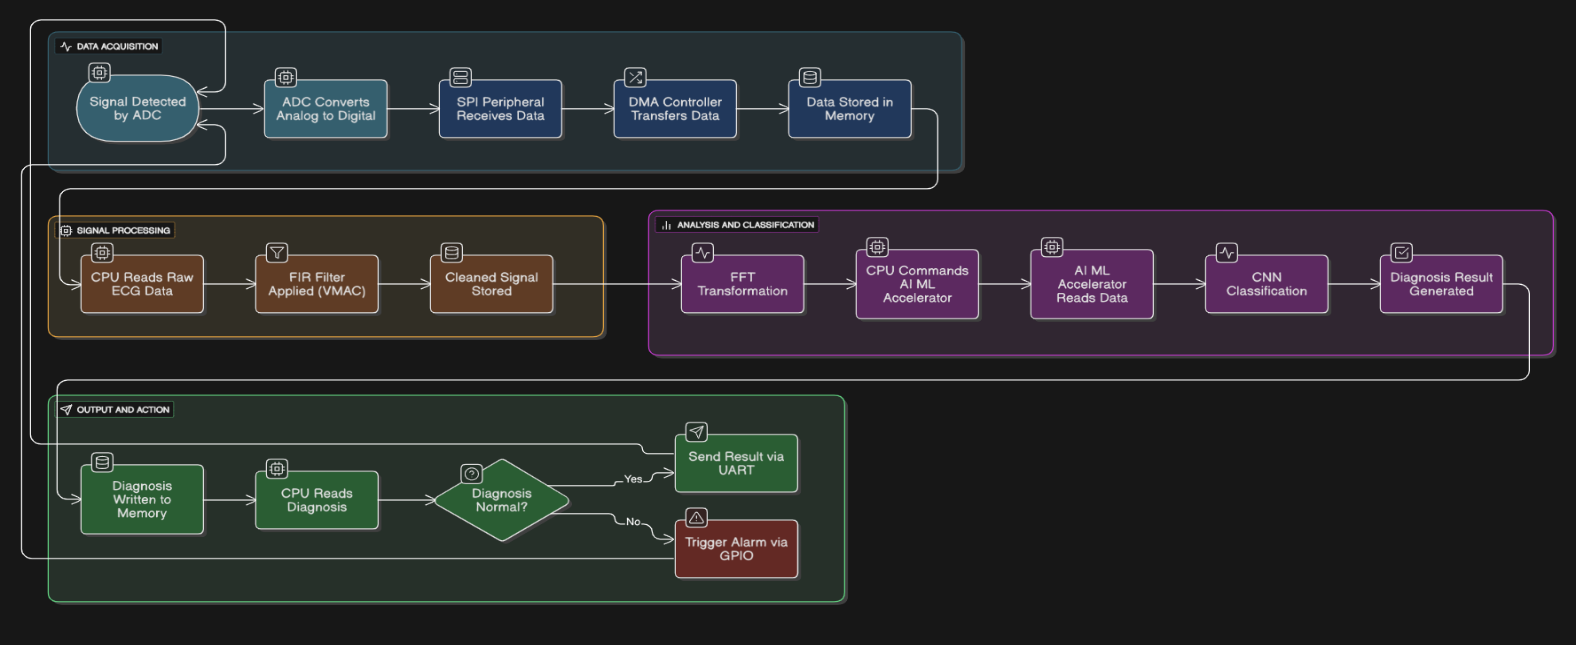 DATA ACQUISITION
Signal Detected
by ADC
ADC Converts
Analog to Digital
SPI Peripheral
Receives Data
DMA Controller
Transfers Data
Data Stored in
Memory
SIGNAL PROCESSING
CPU Reads Raw
ECG Data
FIR Filter
Applied (VMAC)
Cleaned Signal
Stored
ANALYSIS AND CLASSIFICATION
FFT
Transformation
CPU Commands
AI ML
Accelerator
AI ML
Accelerator
Reads Data
CNN
Classification
Diagnosis Result
Generated
OUTPUT AND ACTION
Diagnosis
Written to
Memory
CPU Reads
Diagnosis
Diagnosis
Normal?
Yes
Send Result via
UART
No
Trigger Alarm via
GPIO